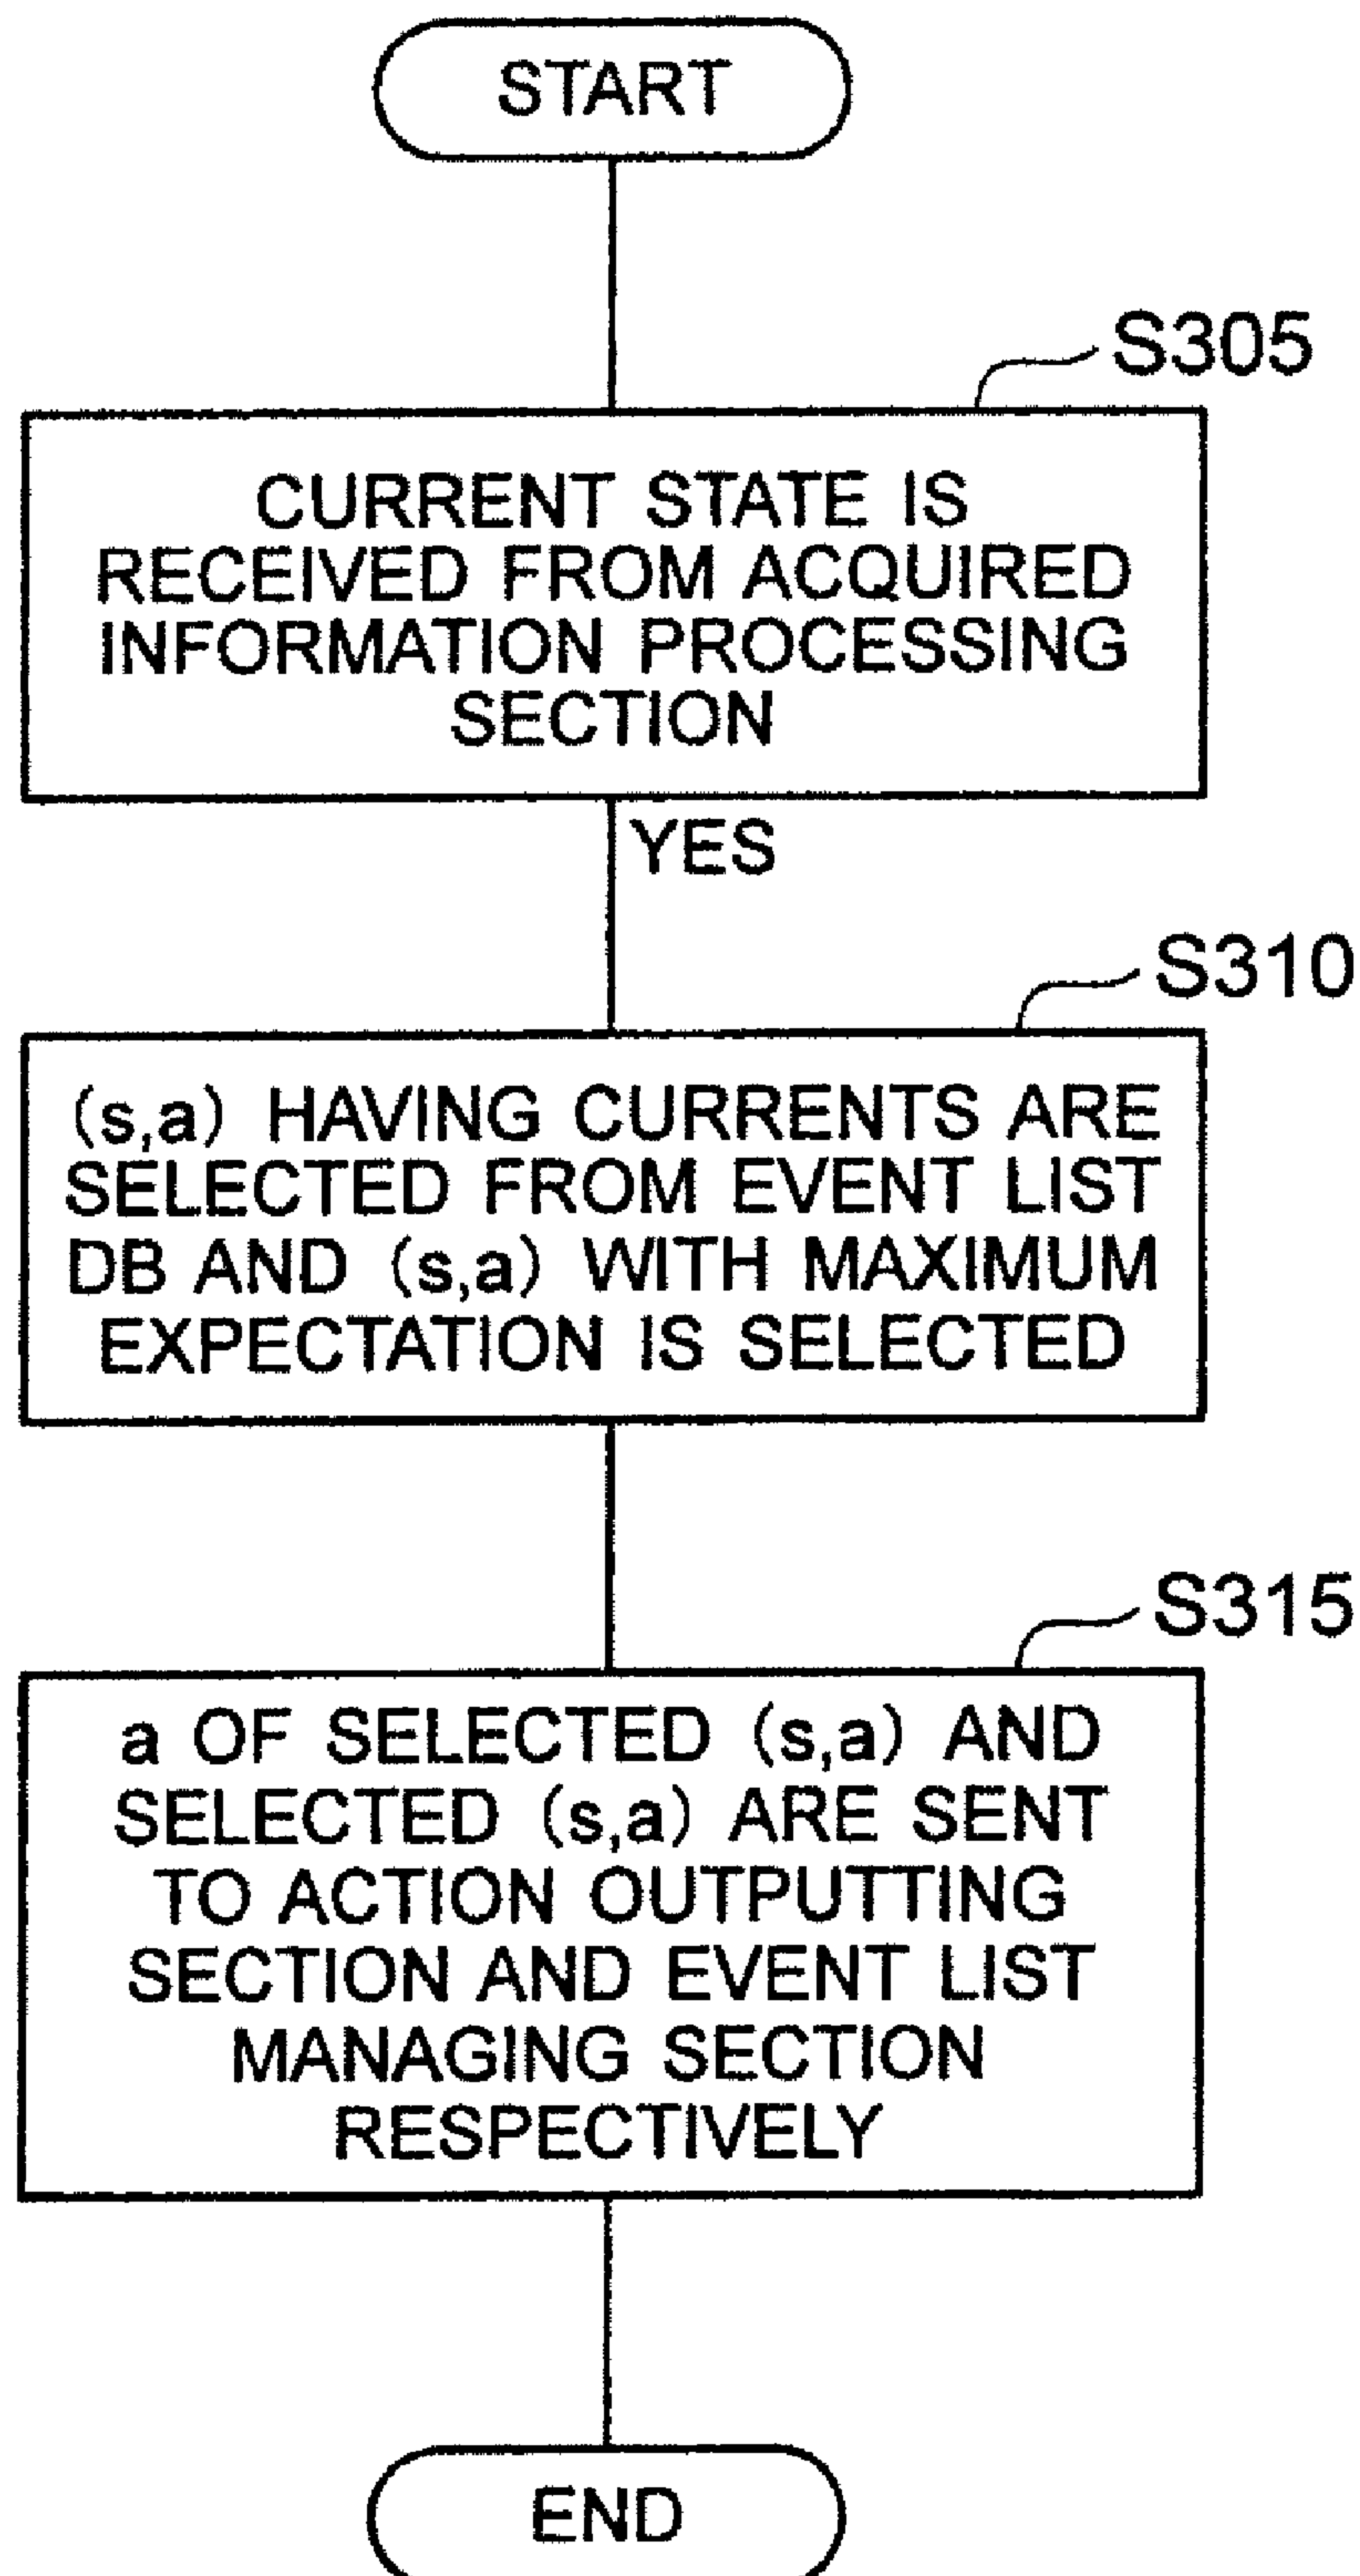 START
S305
CURRENT STATE IS
RECEIVED FROM ACQUIRED
INFORMATION PROCESSING
SECTION
YES
S310
(s,a) HAVING CURRENTS ARE
SELECTED FROM EVENT LIST
DB AND (s,a) WITH MAXIMUM
EXPECTATION IS SELECTED
S315
a OF SELECTED (s,a) AND
SELECTED (s,a) ARE SENT
TO ACTION OUTPUTTING
SECTION AND EVENT LIST
MANAGING SECTION
RESPECTIVELY
END